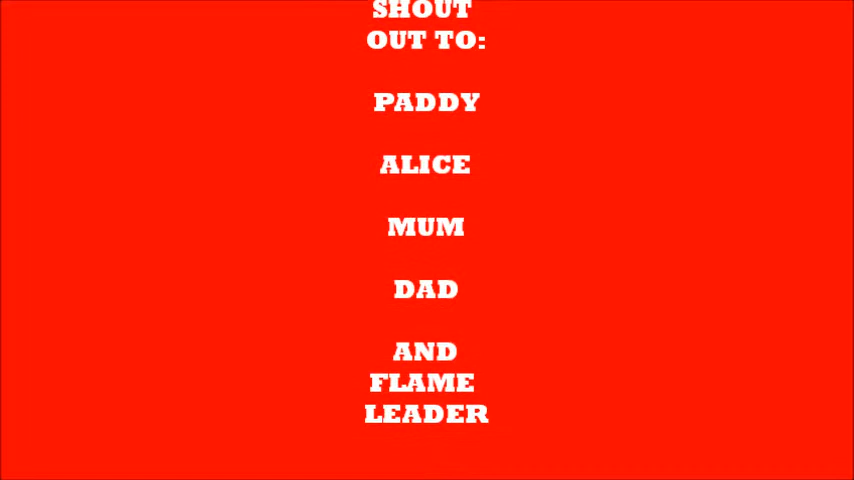 SHOUT
OUT TO:
PADDY
ALICE
MUM
DAD
AND
FLAME
LEADER